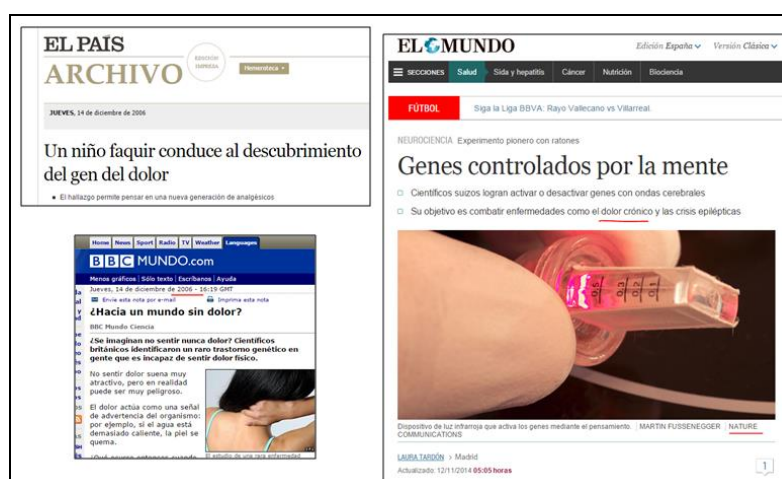 EL PAÍS
ARCHIVO
EDICIÓN
IMPRESA
Hemeroteca
JUEVES, 14 de diciembre de 2006
Un niño faquir conduce al descubrimiento
del gen del dolor
El hallazgo permite pensar en una nueva generación de analgésicos
Home News Sport Radio TV Weather Languages
BBC MUNDO.com
Menos gráficos | Sólo texto | Escríbanos | Ayuda
Jueves, 14 de diciembre de 2006 - 16:19 GMT
Envíe esta nota por e-mail Imprima esta nota
¿Hacia un mundo sin dolor?
BBC Mundo Ciencia
¿Se imaginan no sentir nunca dolor? Científicos
británicos identificaron un raro trastorno genético en
gente que es incapaz de sentir dolor físico.
No sentir dolor suena muy
atractivo, pero en realidad
puede ser muy peligroso.
El dolor actúa como una señal
de advertencia del organismo:
por ejemplo, si el agua está
demasiado caliente, la piel se
quema.
El estudio de una rara enfermedad
EL MUNDO
Edición España Versión Clásica
SECCIONES Salud Sida y hepatitis Cáncer Nutrición Biociencia
FÚTBOL Siga la Liga BBVA: Rayo Vallecano vs Villarreal.
NEUROCIENCIA Experimento pionero con ratones
Genes controlados por la mente
Científicos suizos logran activar o desactivar genes con ondas cerebrales
Su objetivo es combatir enfermedades como el dolor crónico y las crisis epilépticas
Dispositivo de luz infrarroja que activa los genes mediante el pensamiento. MARTIN FUSSENEGGER NATURE
COMMUNICATIONS
LAURA TARDÓN Madrid
Actualizado: 12/11/2014 05:05 horas
1